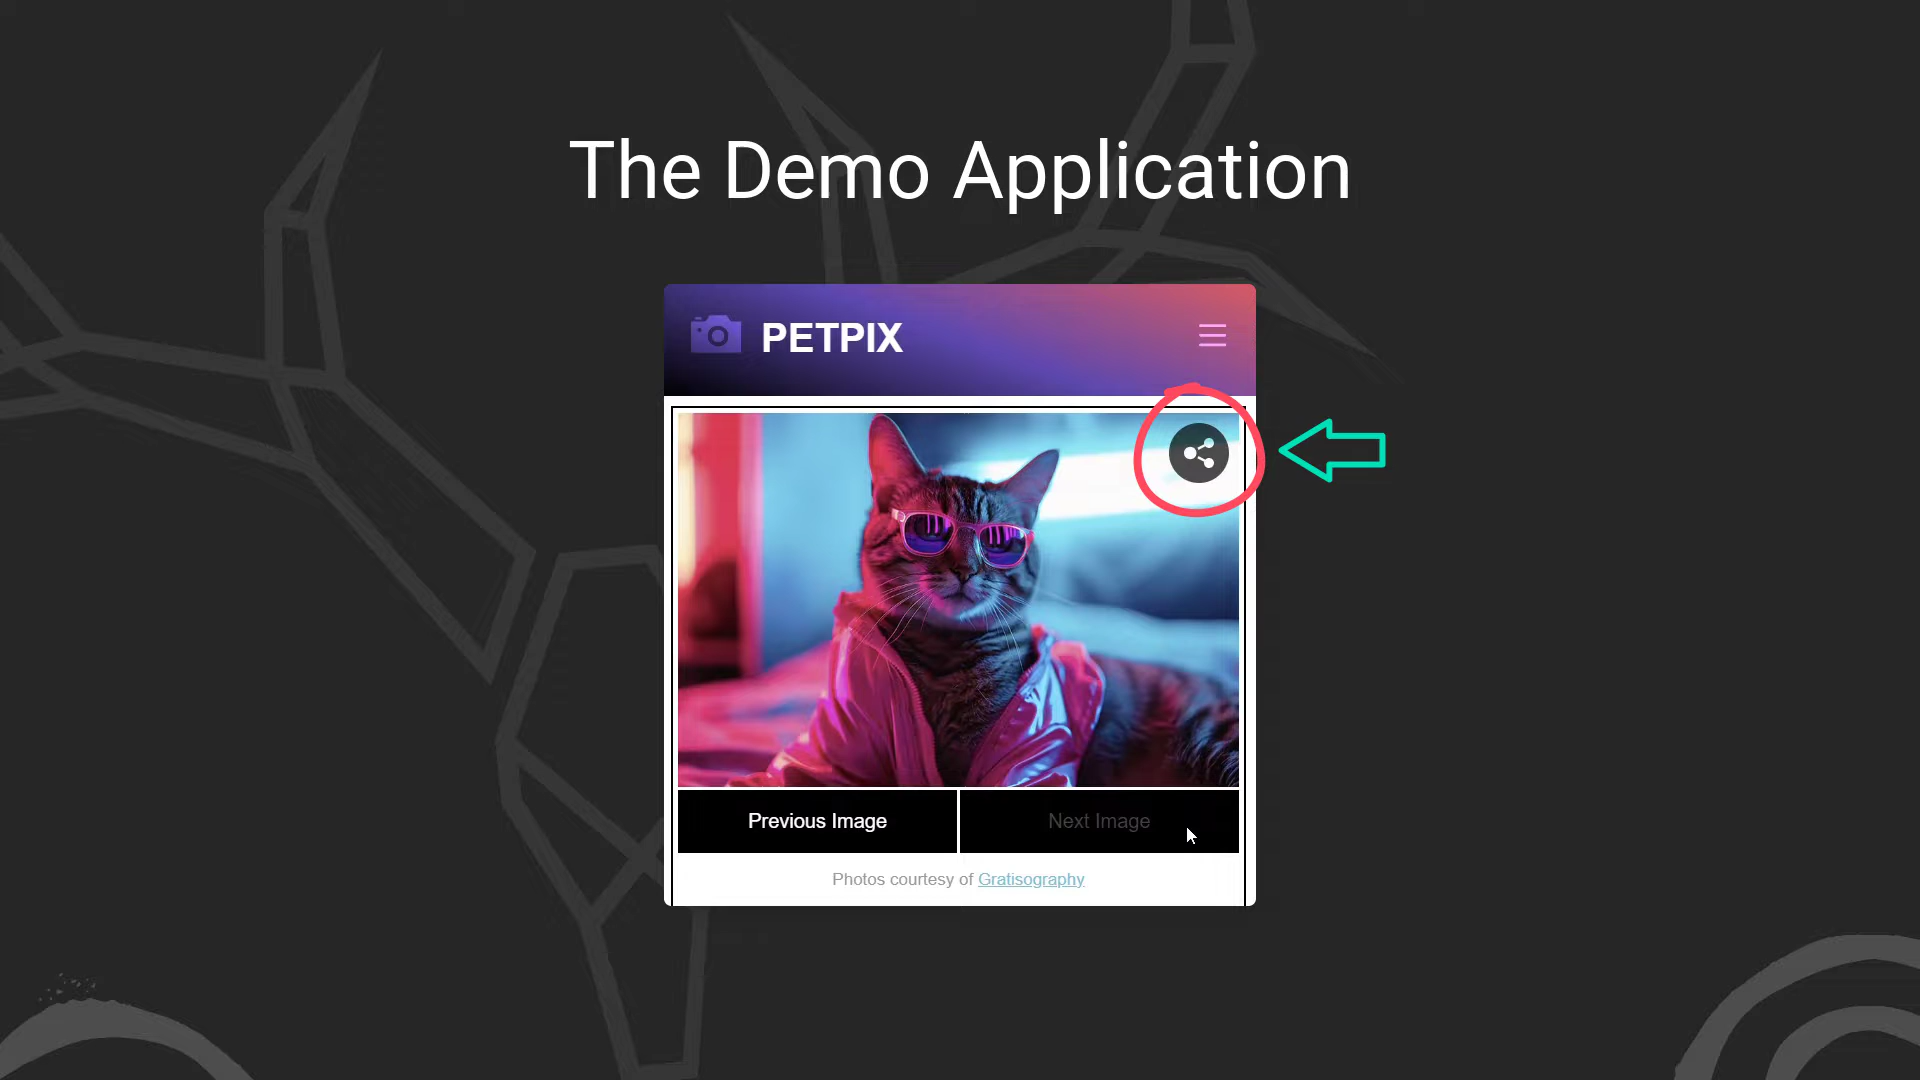 The Demo Application
PETPIX
Previous Image
Next Image
Photos courtesy of Gratisography